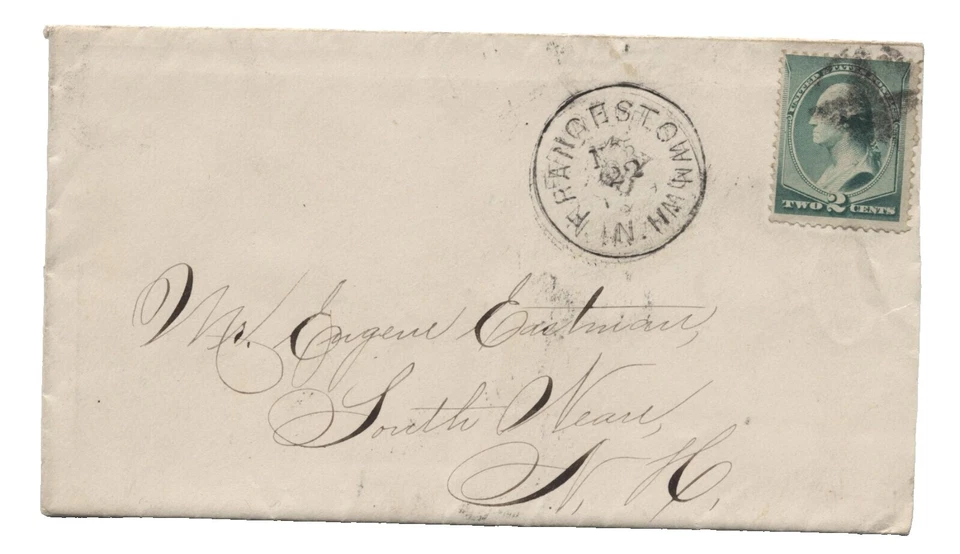 UNITED STATES POSTAGE
TWO 2 CENTS
FRANCESTOWN N.H.
22
Mr. Eugene Eastman,
South Weare,
N. H.